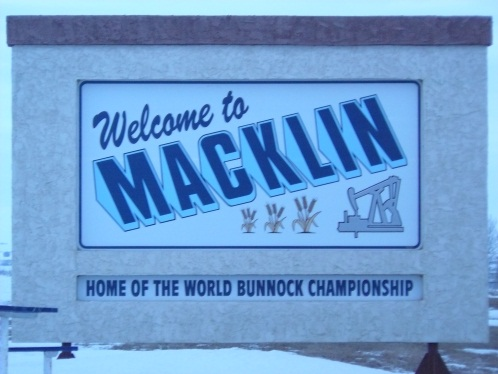 Welcome to
MACKLIN
HOME OF THE WORLD BUNNOCK CHAMPIONSHIP